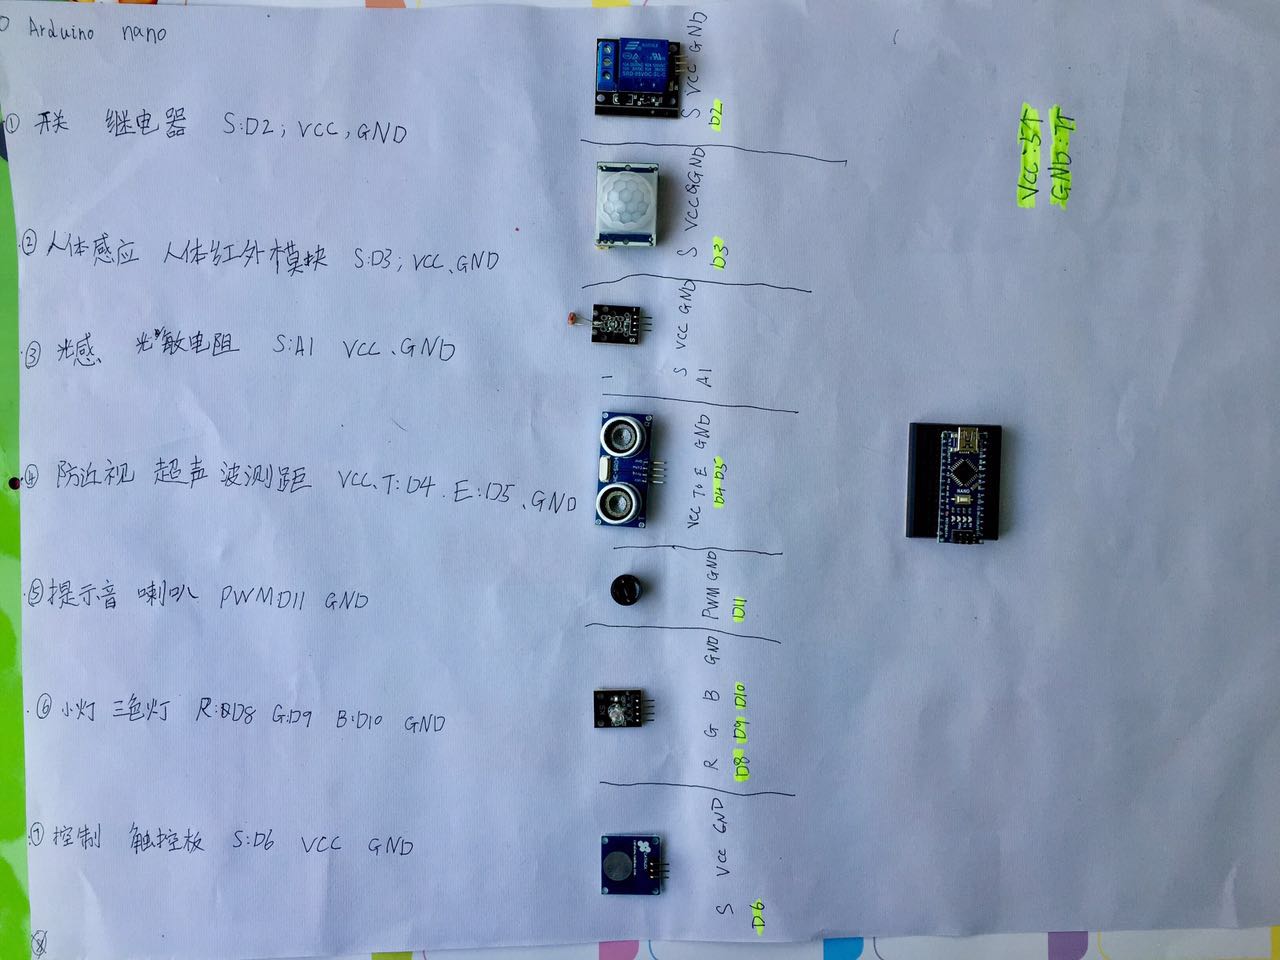 Arduino nano
① 开关 继电器 S:D2; VCC, GND
② 人体感应 人体红外模块 S:D3; VCC、GND
③ 光感 光敏电阻 S:A1 VCC、GND
④ 防近视 超声波测距 VCC、T:D4. E:D5、GND
⑤ 提示音 喇叭 PWMD11 GND
⑥ 小灯 三色灯 R:D8 G:D9 B:D10 GND
⑦ 控制 触控板 S:D6 VCC GND
S VCC GND
D2
S VCC GND
D3
S VCC GND
A1
VCC T E GND
D4 D5
PWM GND
D11
R G B GND
D8 D9 D10
S VCC GND
D6
VCC:5个
GND:7个
NANO